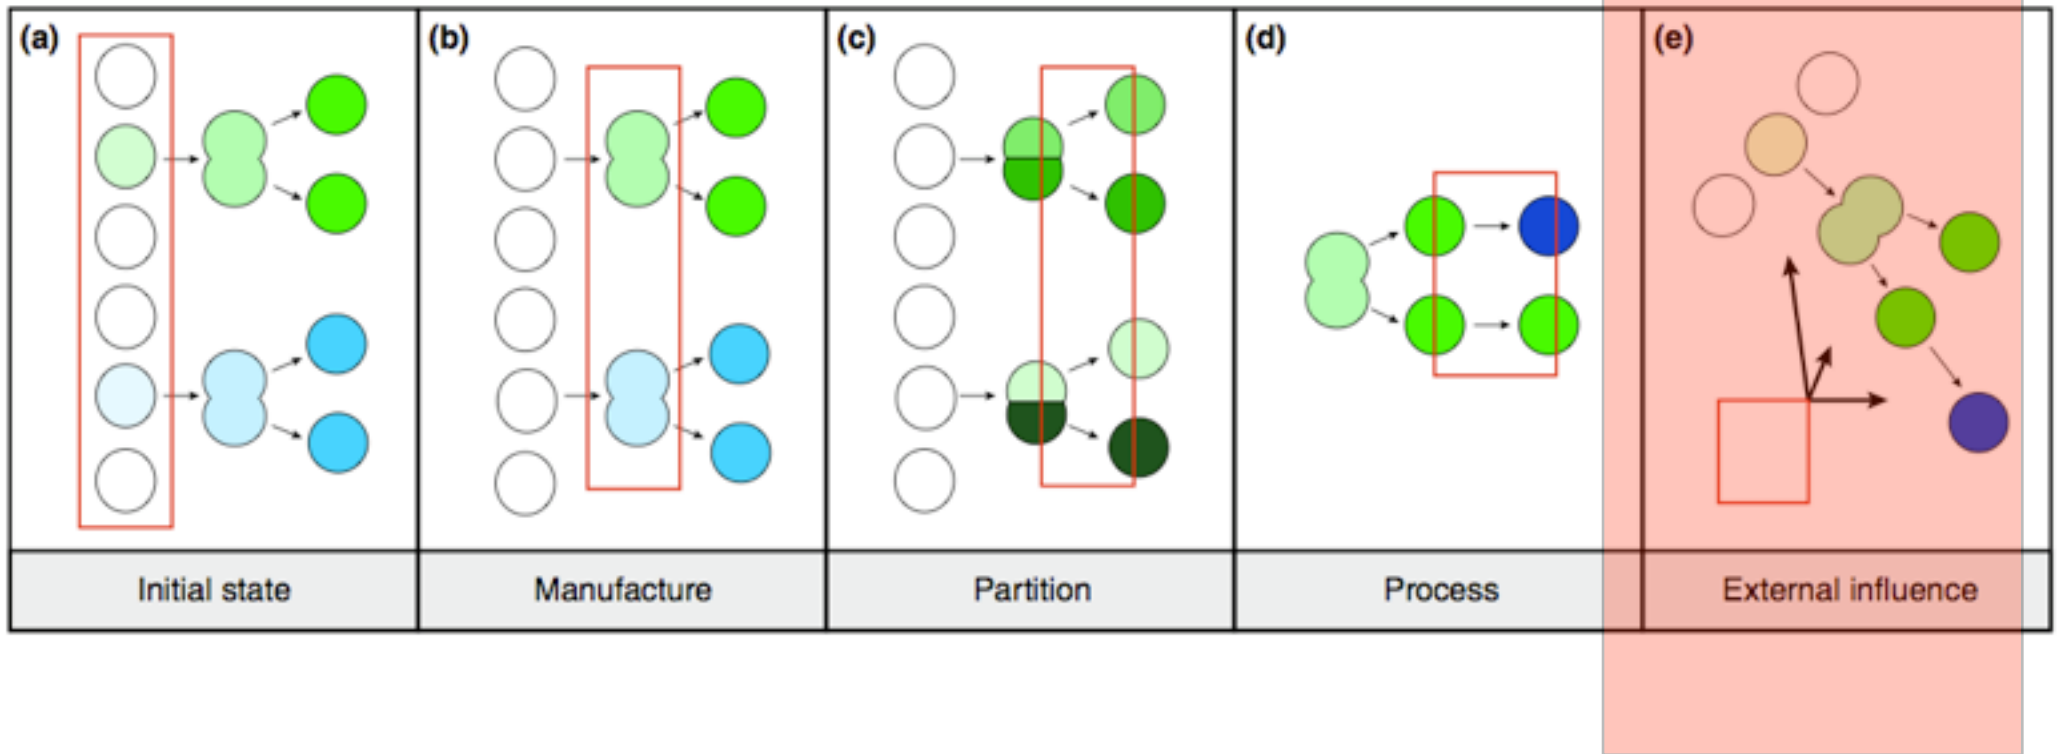 (a)
(b)
(c)
(d)
(e)
Initial state
Manufacture
Partition
Process
External influence